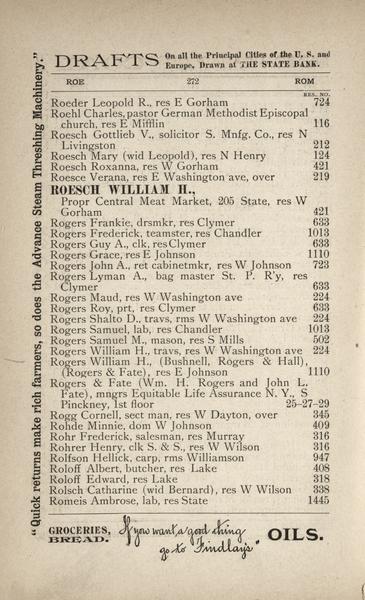 DRAFTS On all the Principal Cities of the U. S. and
Europe, Drawn at THE STATE BANK.
ROE 272 ROM
RES. NO.
Roeder Leopold R., res E Gorham 724
Roehl Charles, pastor German Methodist Episcopal
church, res E Mifflin 116
Roesch Gottlieb V., solicitor S. Mnfg. Co., res N
Livingston 212
Roesch Mary (wid Leopold), res N Henry 124
Roesch Roxanna, res W Gorham 421
Roesce Verana, res E Washington ave, over 219
ROESCH WILLIAM H.,
Propr Central Meat Market, 205 State, res W
Gorham 421
Rogers Frankie, drsmkr, res Clymer 633
Rogers Frederick, teamster, res Chandler 1013
Rogers Guy A., clk, res Clymer 633
Rogers Grace, res E Johnson 1110
Rogers John A., ret cabinetmkr, res W Johnson 723
Rogers Lyman A., bag master St. P. R'y, res
Clymer 633
Rogers Maud, res W Washington ave 224
Rogers Roy, prt, res Clymer 633
Rogers Shalto D., travs, rms W Washington ave 224
Rogers Samuel, lab, res Chandler 1013
Rogers Samuel M., mason, res S Mills 502
Rogers William H., travs, res W Washington ave 224
Rogers William H., (Bushnell, Rogers & Hall),
(Rogers & Fate), res E Johnson 1110
Rogers & Fate (Wm. H. Rogers and John L.
Fate), mngrs Equitable Life Assurance N. Y., S
Pinckney, 1st floor 25-27-29
Rogg Cornell, sect man, res W Dayton, over 345
Rohde Minnie, dom W Johnson 409
Rohr Frederick, salesman, res Murray 316
Rohrer Henry, clk S. & S., res W Wilson 316
Rolfson Hellick, carp, rms Williamson 947
Roloff Albert, butcher, res Lake 408
Roloff Edward, res Lake 318
Rolsch Catharine (wid Bernard), res W Wilson 338
Romeis Ambrose, lab, res State 1445
GROCERIES,
BREAD.
If you want a good thing
go to Findlay's"
OILS.
"Quick returns make rich farmers, so does the Advance Steam Threshing Machinery."